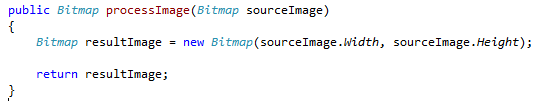 public Bitmap processImage(Bitmap sourceImage)
{
    Bitmap resultImage = new Bitmap(sourceImage.Width, sourceImage.Height);

    return resultImage;
}